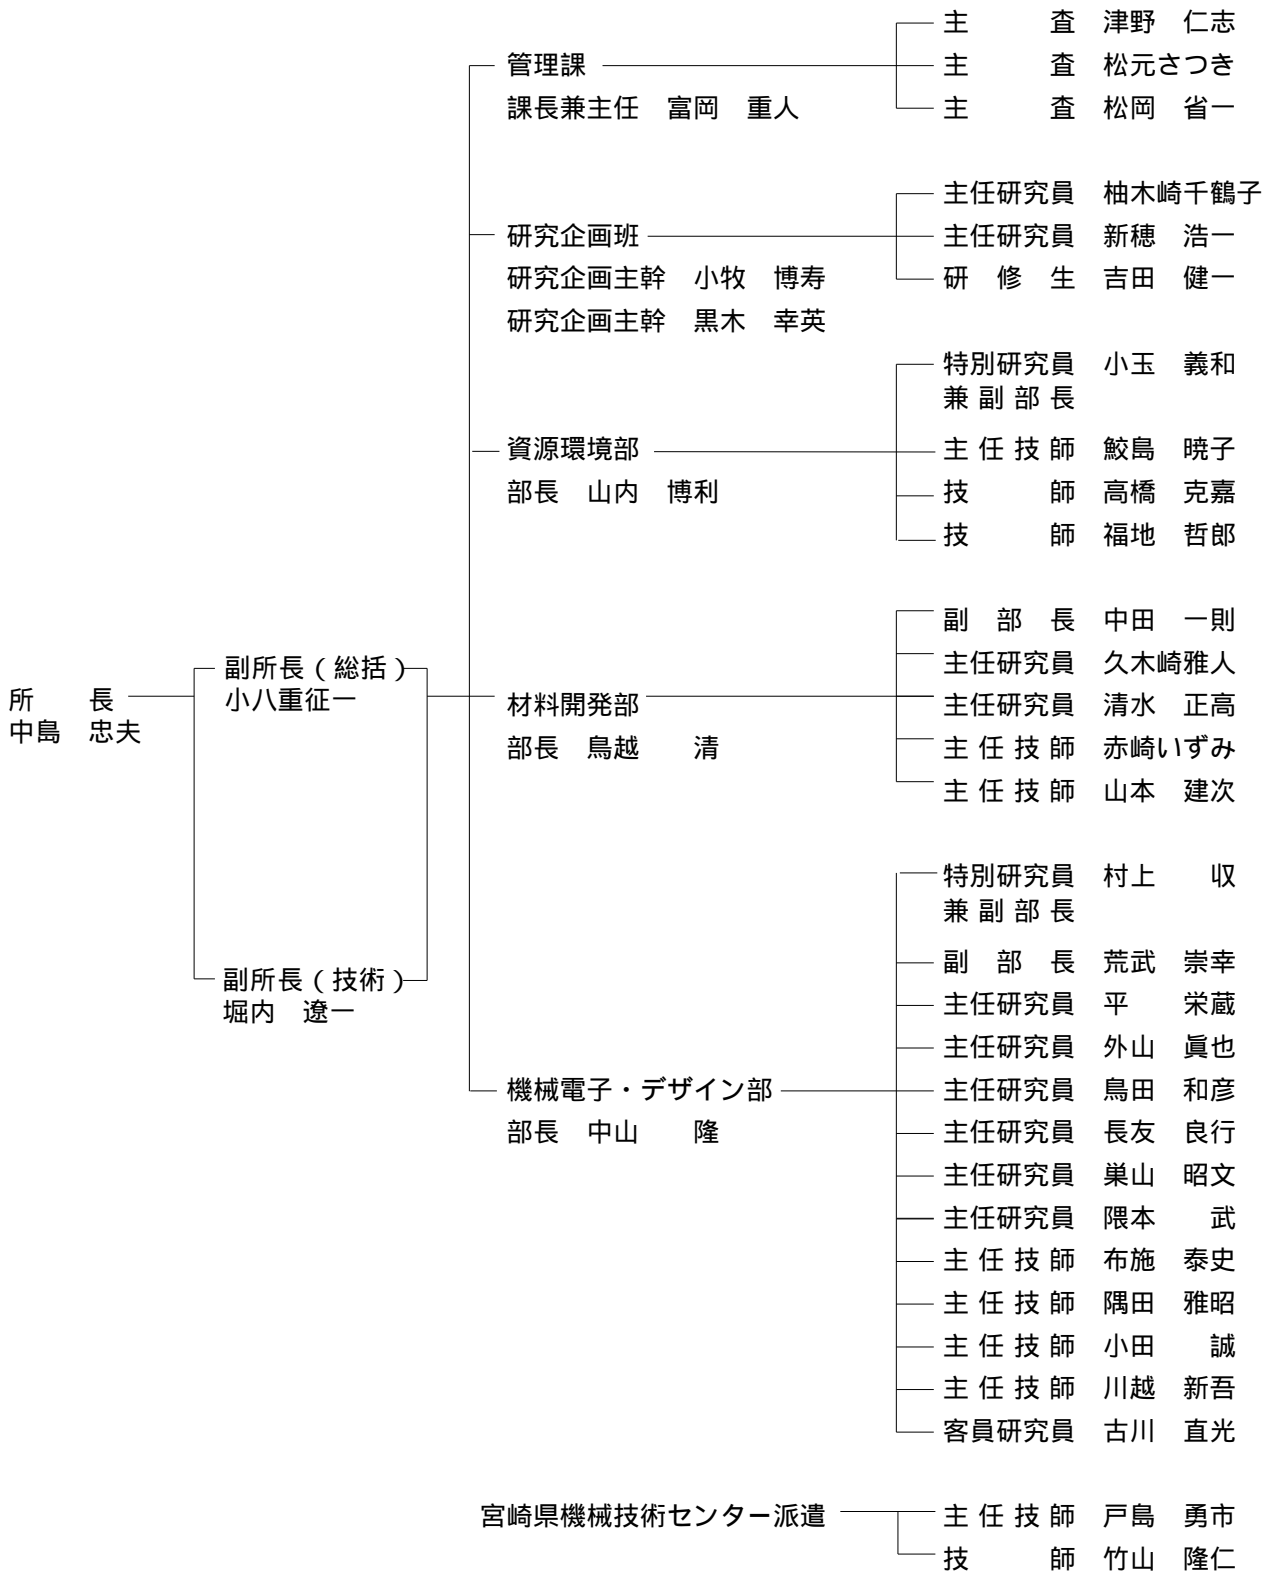 所　　長
中島　忠夫
副所長（総括）
小八重征一
副所長（技術）
堀内　遼一
管理課
課長兼主任　富岡　重人
主　　　査　津野　仁志
主　　　査　松元さつき
主　　　査　松岡　省一
研究企画班
研究企画主幹　小牧　博寿
研究企画主幹　黒木　幸英
主任研究員　柚木崎千鶴子
主任研究員　新穂　浩一
研　修　生　吉田　健一
資源環境部
部長　山内　博利
特別研究員　小玉　義和
兼 副 部 長
主 任 技 師　鮫島　暁子
技　　　師　高橋　克嘉
技　　　師　福地　哲郎
材料開発部
部長　鳥越　　清
副　部　長　中田　一則
主任研究員　久木崎雅人
主任研究員　清水　正高
主 任 技 師　赤崎いずみ
主 任 技 師　山本　建次
機械電子・デザイン部
部長　中山　　隆
特別研究員　村上　　収
兼 副 部 長
副　部　長　荒武　崇幸
主任研究員　平　　栄蔵
主任研究員　外山　眞也
主任研究員　鳥田　和彦
主任研究員　長友　良行
主任研究員　巣山　昭文
主任研究員　隈本　　武
主 任 技 師　布施　泰史
主 任 技 師　隅田　雅昭
主 任 技 師　小田　　誠
主 任 技 師　川越　新吾
客員研究員　古川　直光
宮崎県機械技術センター派遣
主 任 技 師　戸島　勇市
技　　　師　竹山　隆仁